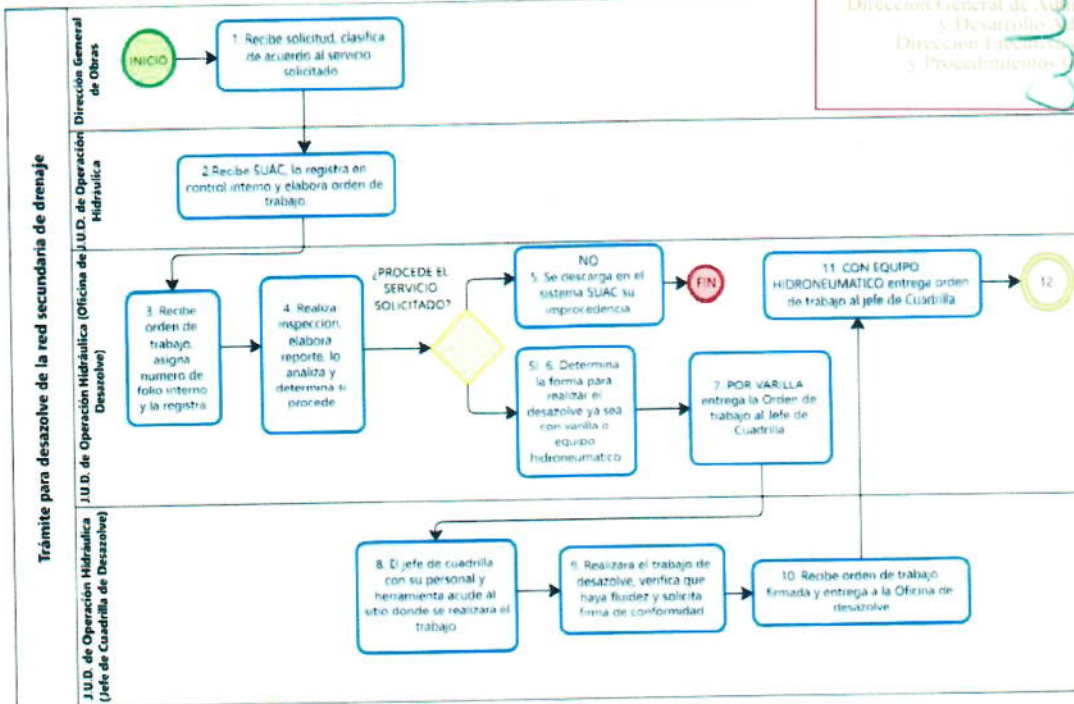 Dirección General de
y Desarrollo
Dirección Ejecutiva
y Procedimientos
Trámite para desazolve de la red secundaria de drenaje
Dirección General
de Obras
INICIO
1. Recibe solicitud, clasifica
de acuerdo al servicio
solicitado
J.U.D. de Operación
Hidráulica
2.Recibe SUAC, lo registra en
control interno y elabora orden de
trabajo
J.U.D. de Operación Hidráulica (Oficina de
Desazolve)
3. Recibe
orden de
trabajo,
asigna
numero de
folio interno
y la registra
4. Realiza
inspección,
elabora
reporte, lo
analiza y
determina si
procede
¿PROCEDE EL
SERVICIO
SOLICITADO?
NO
5. Se descarga en el
sistema SUAC su
improcedencia
FIN
SI. 6. Determina
la forma para
realizar el
desazolve ya sea
con varilla o
equipo
hidroneumatico
7. POR VARILLA
entrega la Orden de
trabajo al Jefe de
Cuadrilla
11. CON EQUIPO
HIDRONEUMATICO entrege orden
de trabajo al jefe de Cuadrilla
12
J.U.D. de Operación Hidráulica
(Jefe de Cuadrilla de Desazolve)
8. El jefe de cuadrilla
con su personal y
herramienta acude al
sitio donde se realizara el
trabajo
9. Realizara el trabajo de
desazolve, verifica que
haya fluidez y solicita
firma de conformidad
10. Recibe orden de trabajo
firmada y entrega a la Oficina de
desazolve